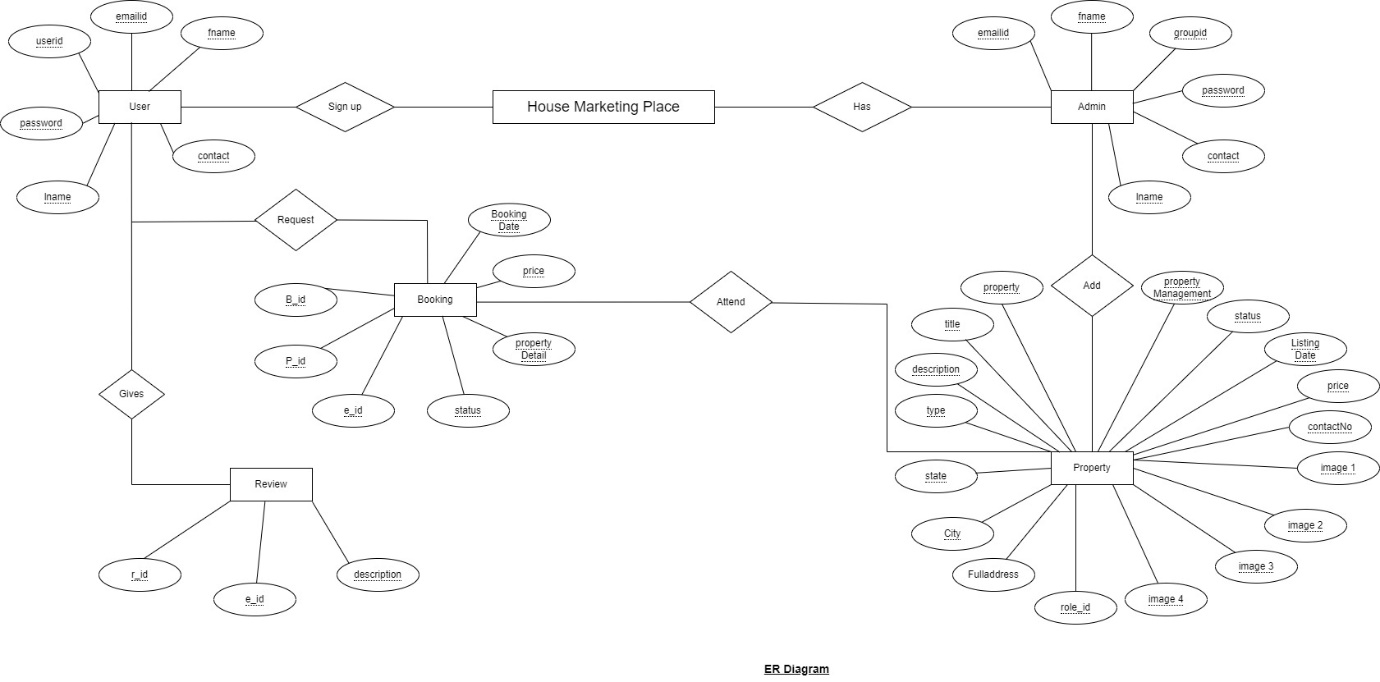 emailid
userid
fname
User
password
contact
lname
Sign up
House Marketing Place
Has
emailid
fname
groupid
Admin
password
contact
lname
Request
Booking
Date
price
B_id
Booking
P_id
property
Detail
e_id
status
Attend
Add
property
property
Management
title
status
Listing
Date
description
price
type
contactNo
state
Property
image 1
City
image 2
Fulladdress
image 3
role_id
image 4
Gives
Review
r_id
e_id
description
ER Diagram